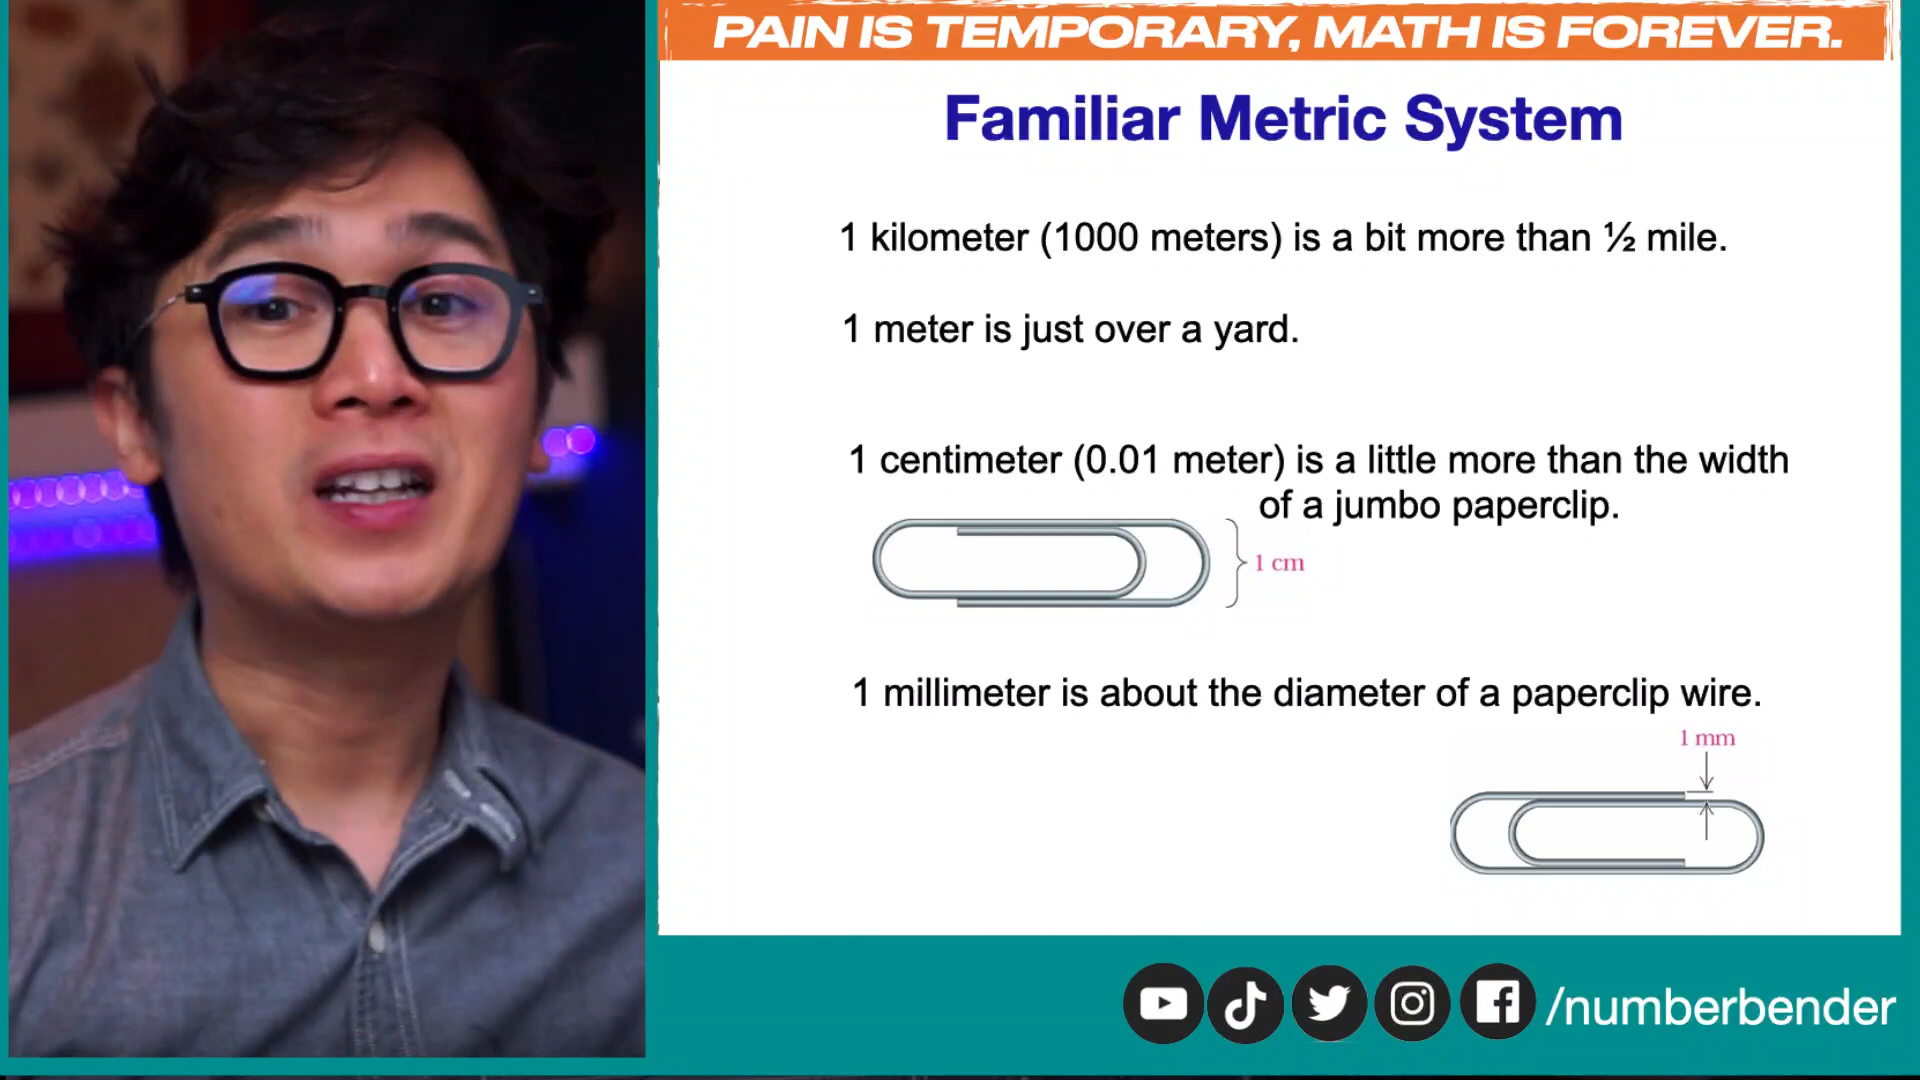 PAIN IS TEMPORARY, MATH IS FOREVER.
Familiar Metric System
1 kilometer (1000 meters) is a bit more than ½ mile.
1 meter is just over a yard.
1 centimeter (0.01 meter) is a little more than the width
of a jumbo paperclip.
1 cm
1 millimeter is about the diameter of a paperclip wire.
1 mm
/numberbender